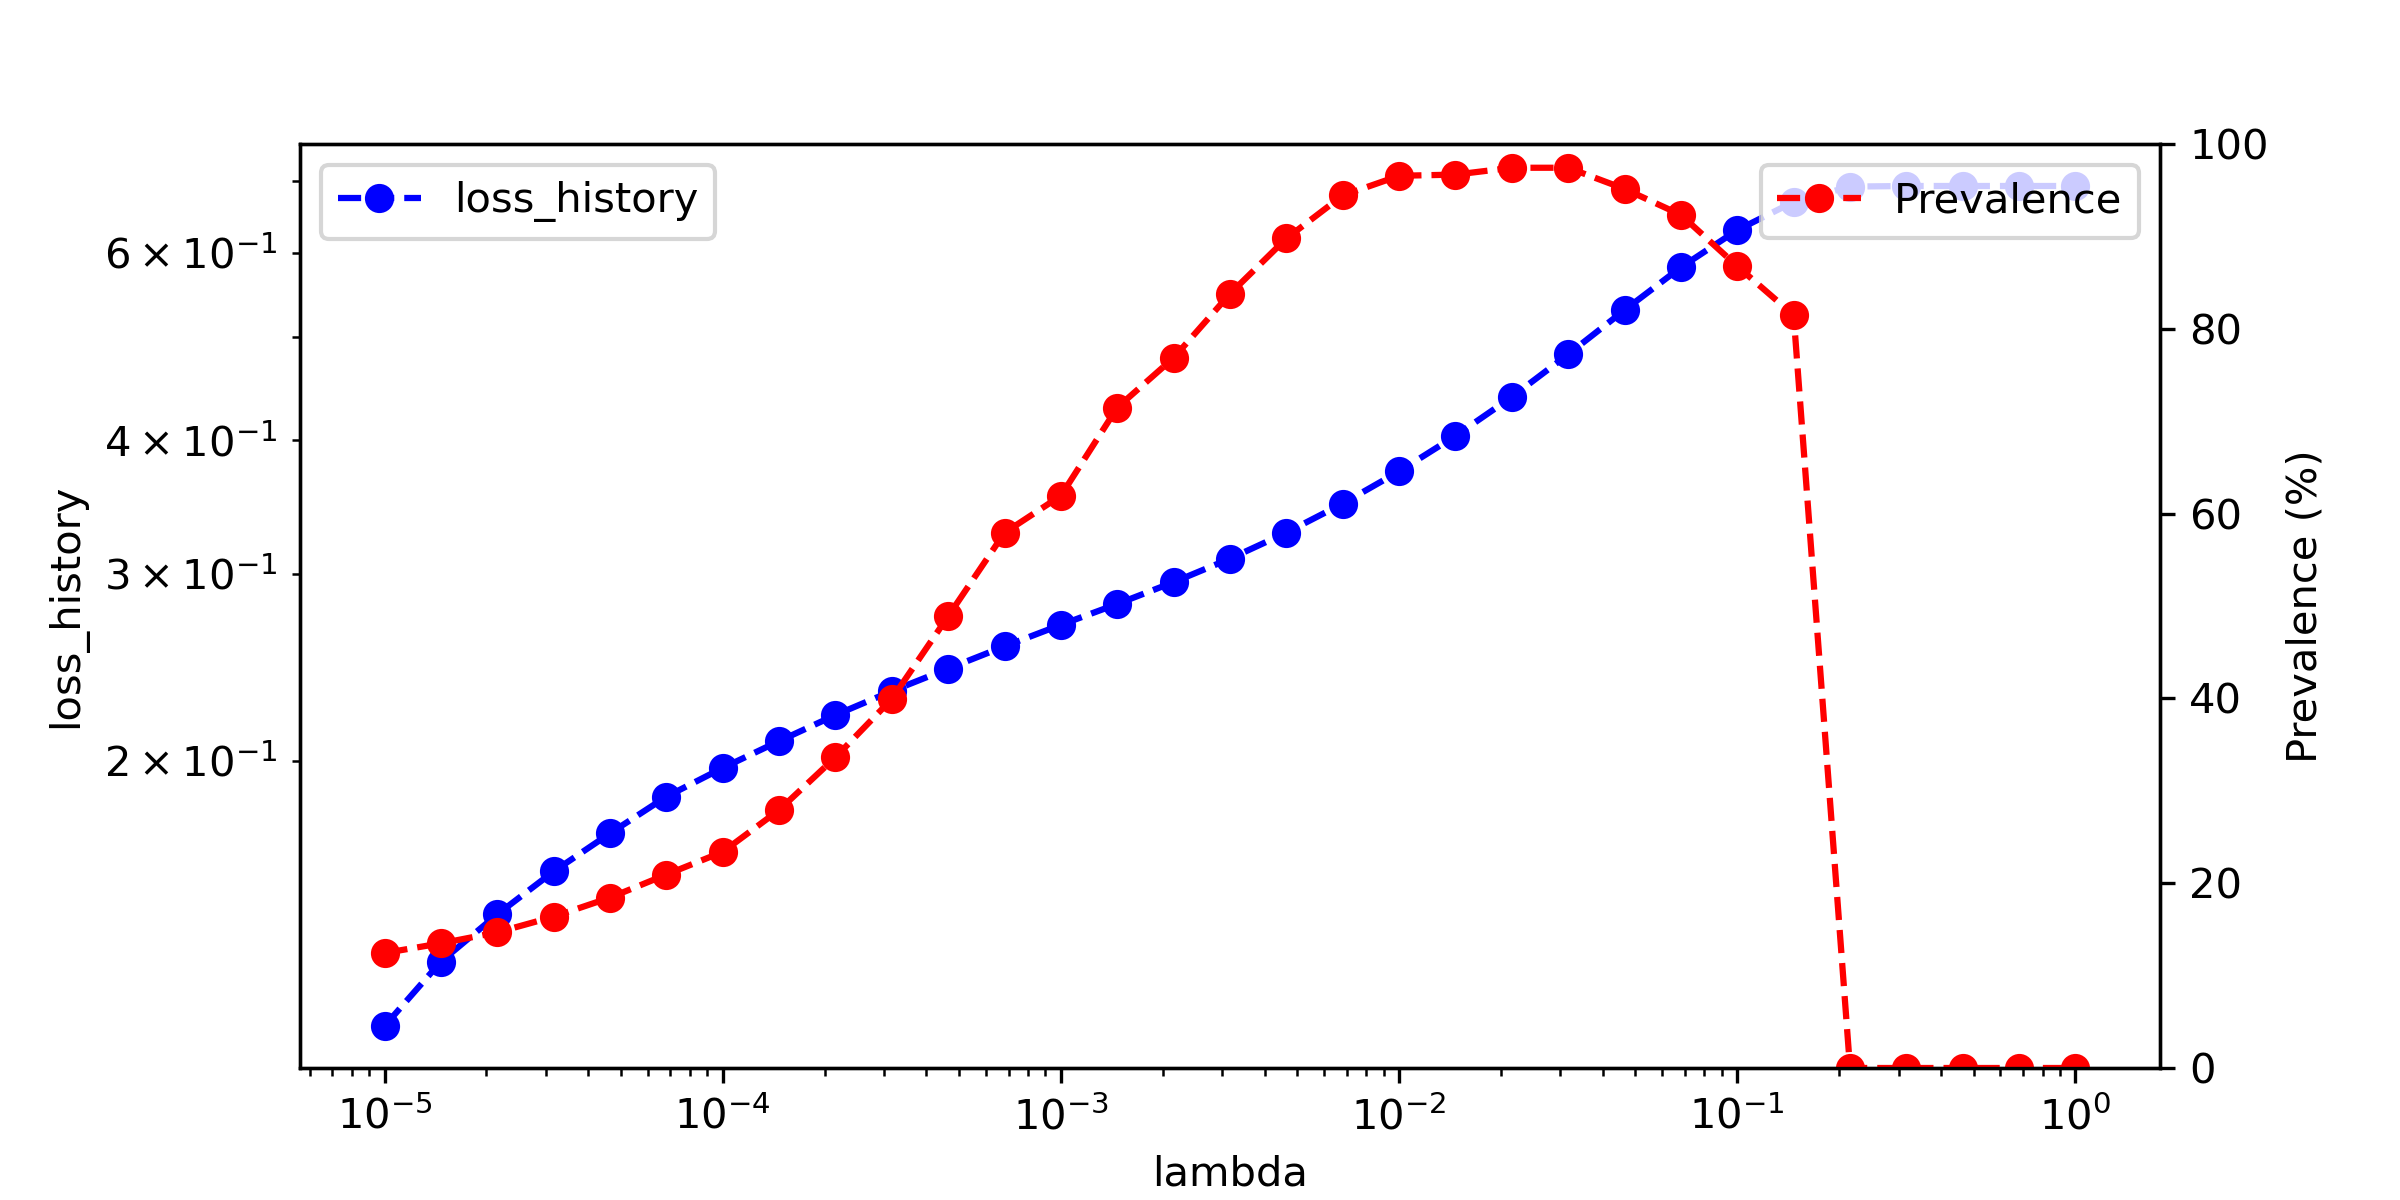 loss_history
Prevalence
100
80
60
40
20
0
6 × 10⁻¹
4 × 10⁻¹
3 × 10⁻¹
2 × 10⁻¹
loss_history
Prevalence (%)
10⁻⁵ 10⁻⁴ 10⁻³ 10⁻² 10⁻¹ 10⁰
lambda